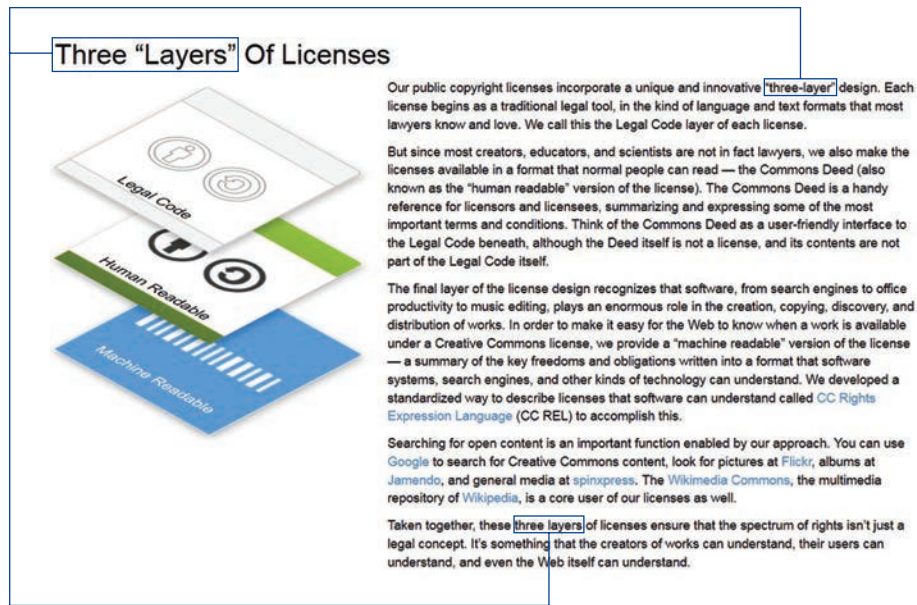 Three “Layers” Of Licenses
Legal Code
Human Readable
Machine Readable
Our public copyright licenses incorporate a unique and innovative “three-layer” design. Each
license begins as a traditional legal tool, in the kind of language and text formats that most
lawyers know and love. We call this the Legal Code layer of each license.
But since most creators, educators, and scientists are not in fact lawyers, we also make the
licenses available in a format that normal people can read — the Commons Deed (also
known as the “human readable” version of the license). The Commons Deed is a handy
reference for licensors and licensees, summarizing and expressing some of the most
important terms and conditions. Think of the Commons Deed as a user-friendly interface to
the Legal Code beneath, although the Deed itself is not a license, and its contents are not
part of the Legal Code itself.
The final layer of the license design recognizes that software, from search engines to office
productivity to music editing, plays an enormous role in the creation, copying, discovery, and
distribution of works. In order to make it easy for the Web to know when a work is available
under a Creative Commons license, we provide a “machine readable” version of the license
— a summary of the key freedoms and obligations written into a format that software
systems, search engines, and other kinds of technology can understand. We developed a
standardized way to describe licenses that software can understand called CC Rights
Expression Language (CC REL) to accomplish this.
Searching for open content is an important function enabled by our approach. You can use
Google to search for Creative Commons content, look for pictures at Flickr, albums at
Jamendo, and general media at spinxpress. The Wikimedia Commons, the multimedia
repository of Wikipedia, is a core user of our licenses as well.
Taken together, these three layers of licenses ensure that the spectrum of rights isn’t just a
legal concept. It’s something that the creators of works can understand, their users can
understand, and even the Web itself can understand.